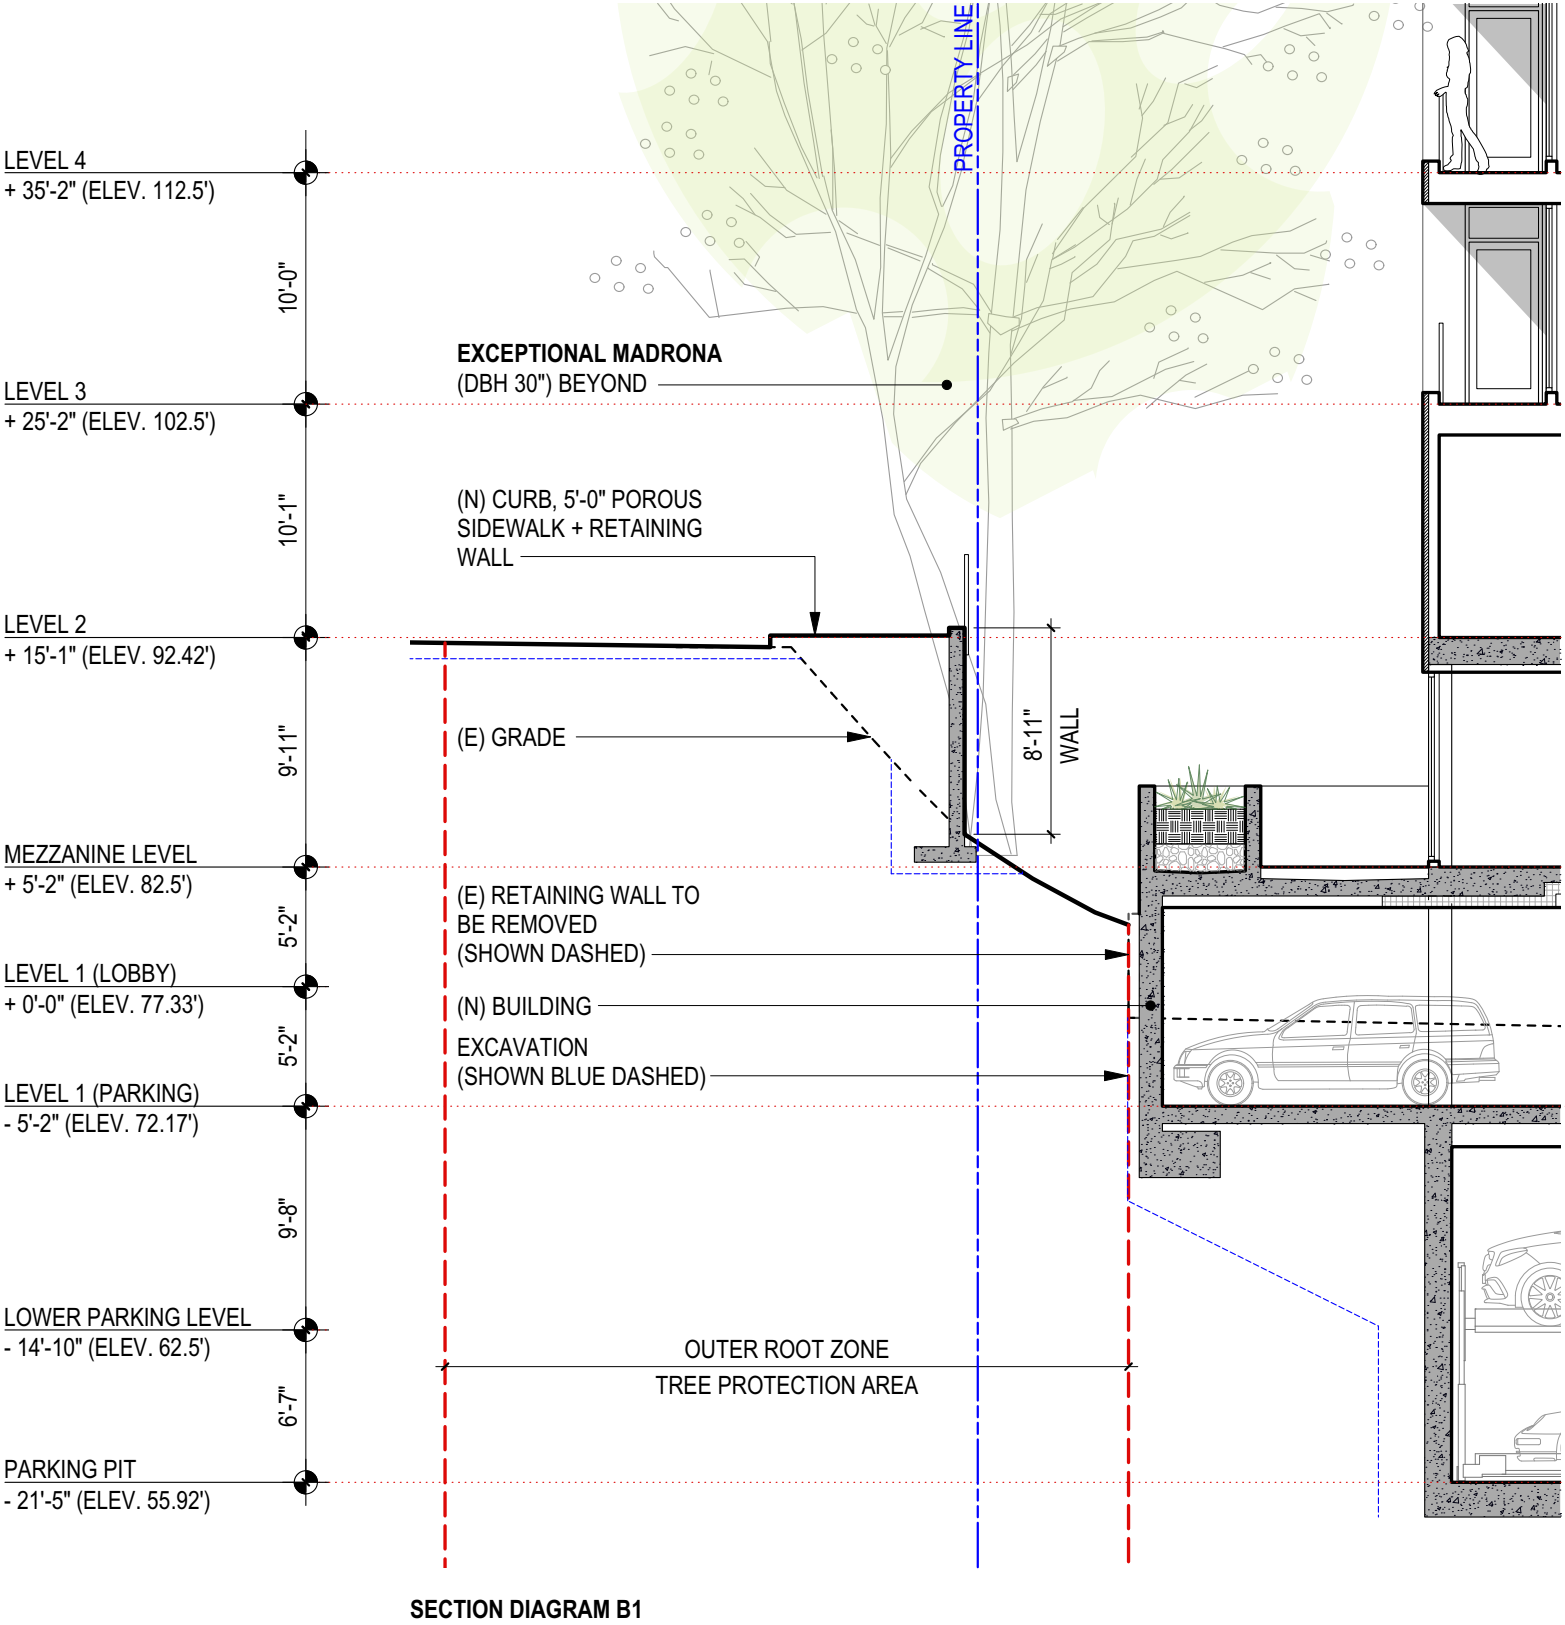 PROPERTY LINE
LEVEL 4
+ 35'-2" (ELEV. 112.5')
10'-0"
EXCEPTIONAL MADRONA
(DBH 30") BEYOND
LEVEL 3
+ 25'-2" (ELEV. 102.5')
10'-1"
(N) CURB, 5'-0" POROUS
SIDEWALK + RETAINING
WALL
LEVEL 2
+ 15'-1" (ELEV. 92.42')
9'-11"
(E) GRADE
8'-11"
WALL
MEZZANINE LEVEL
+ 5'-2" (ELEV. 82.5')
5'-2"
(E) RETAINING WALL TO
BE REMOVED
(SHOWN DASHED)
LEVEL 1 (LOBBY)
+ 0'-0" (ELEV. 77.33')
(N) BUILDING
5'-2"
EXCAVATION
(SHOWN BLUE DASHED)
LEVEL 1 (PARKING)
- 5'-2" (ELEV. 72.17')
9'-8"
LOWER PARKING LEVEL
- 14'-10" (ELEV. 62.5')
OUTER ROOT ZONE
TREE PROTECTION AREA
6'-7"
PARKING PIT
- 21'-5" (ELEV. 55.92')
SECTION DIAGRAM B1